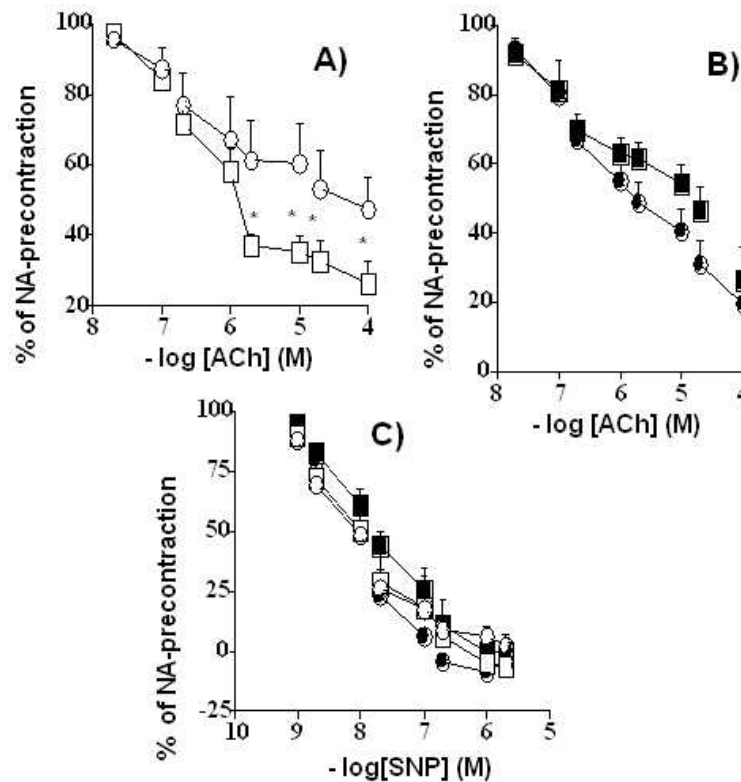 A)
% of NA-precontraction
100
80
60
40
20
* * * *
8 7 6 5 4
- log [ACh] (M)
B)
% of NA-precontraction
100
80
60
40
20
0
8 7 6 5 4
- log [ACh] (M)
C)
% of NA-precontraction
100
75
50
25
0
-25
10 9 8 7 6 5
- log[SNP] (M)